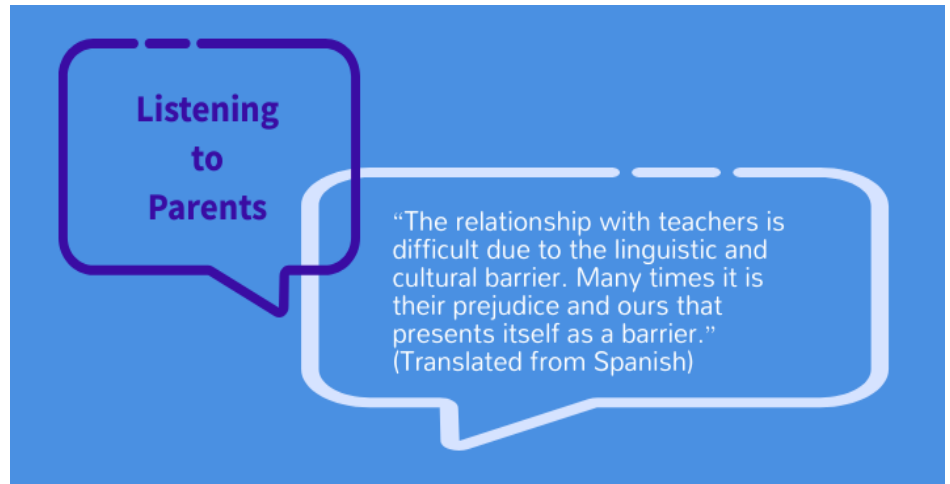 Listening
to
Parents
“The relationship with teachers is
difficult due to the linguistic and
cultural barrier. Many times it is
their prejudice and ours that
presents itself as a barrier.”
(Translated from Spanish)